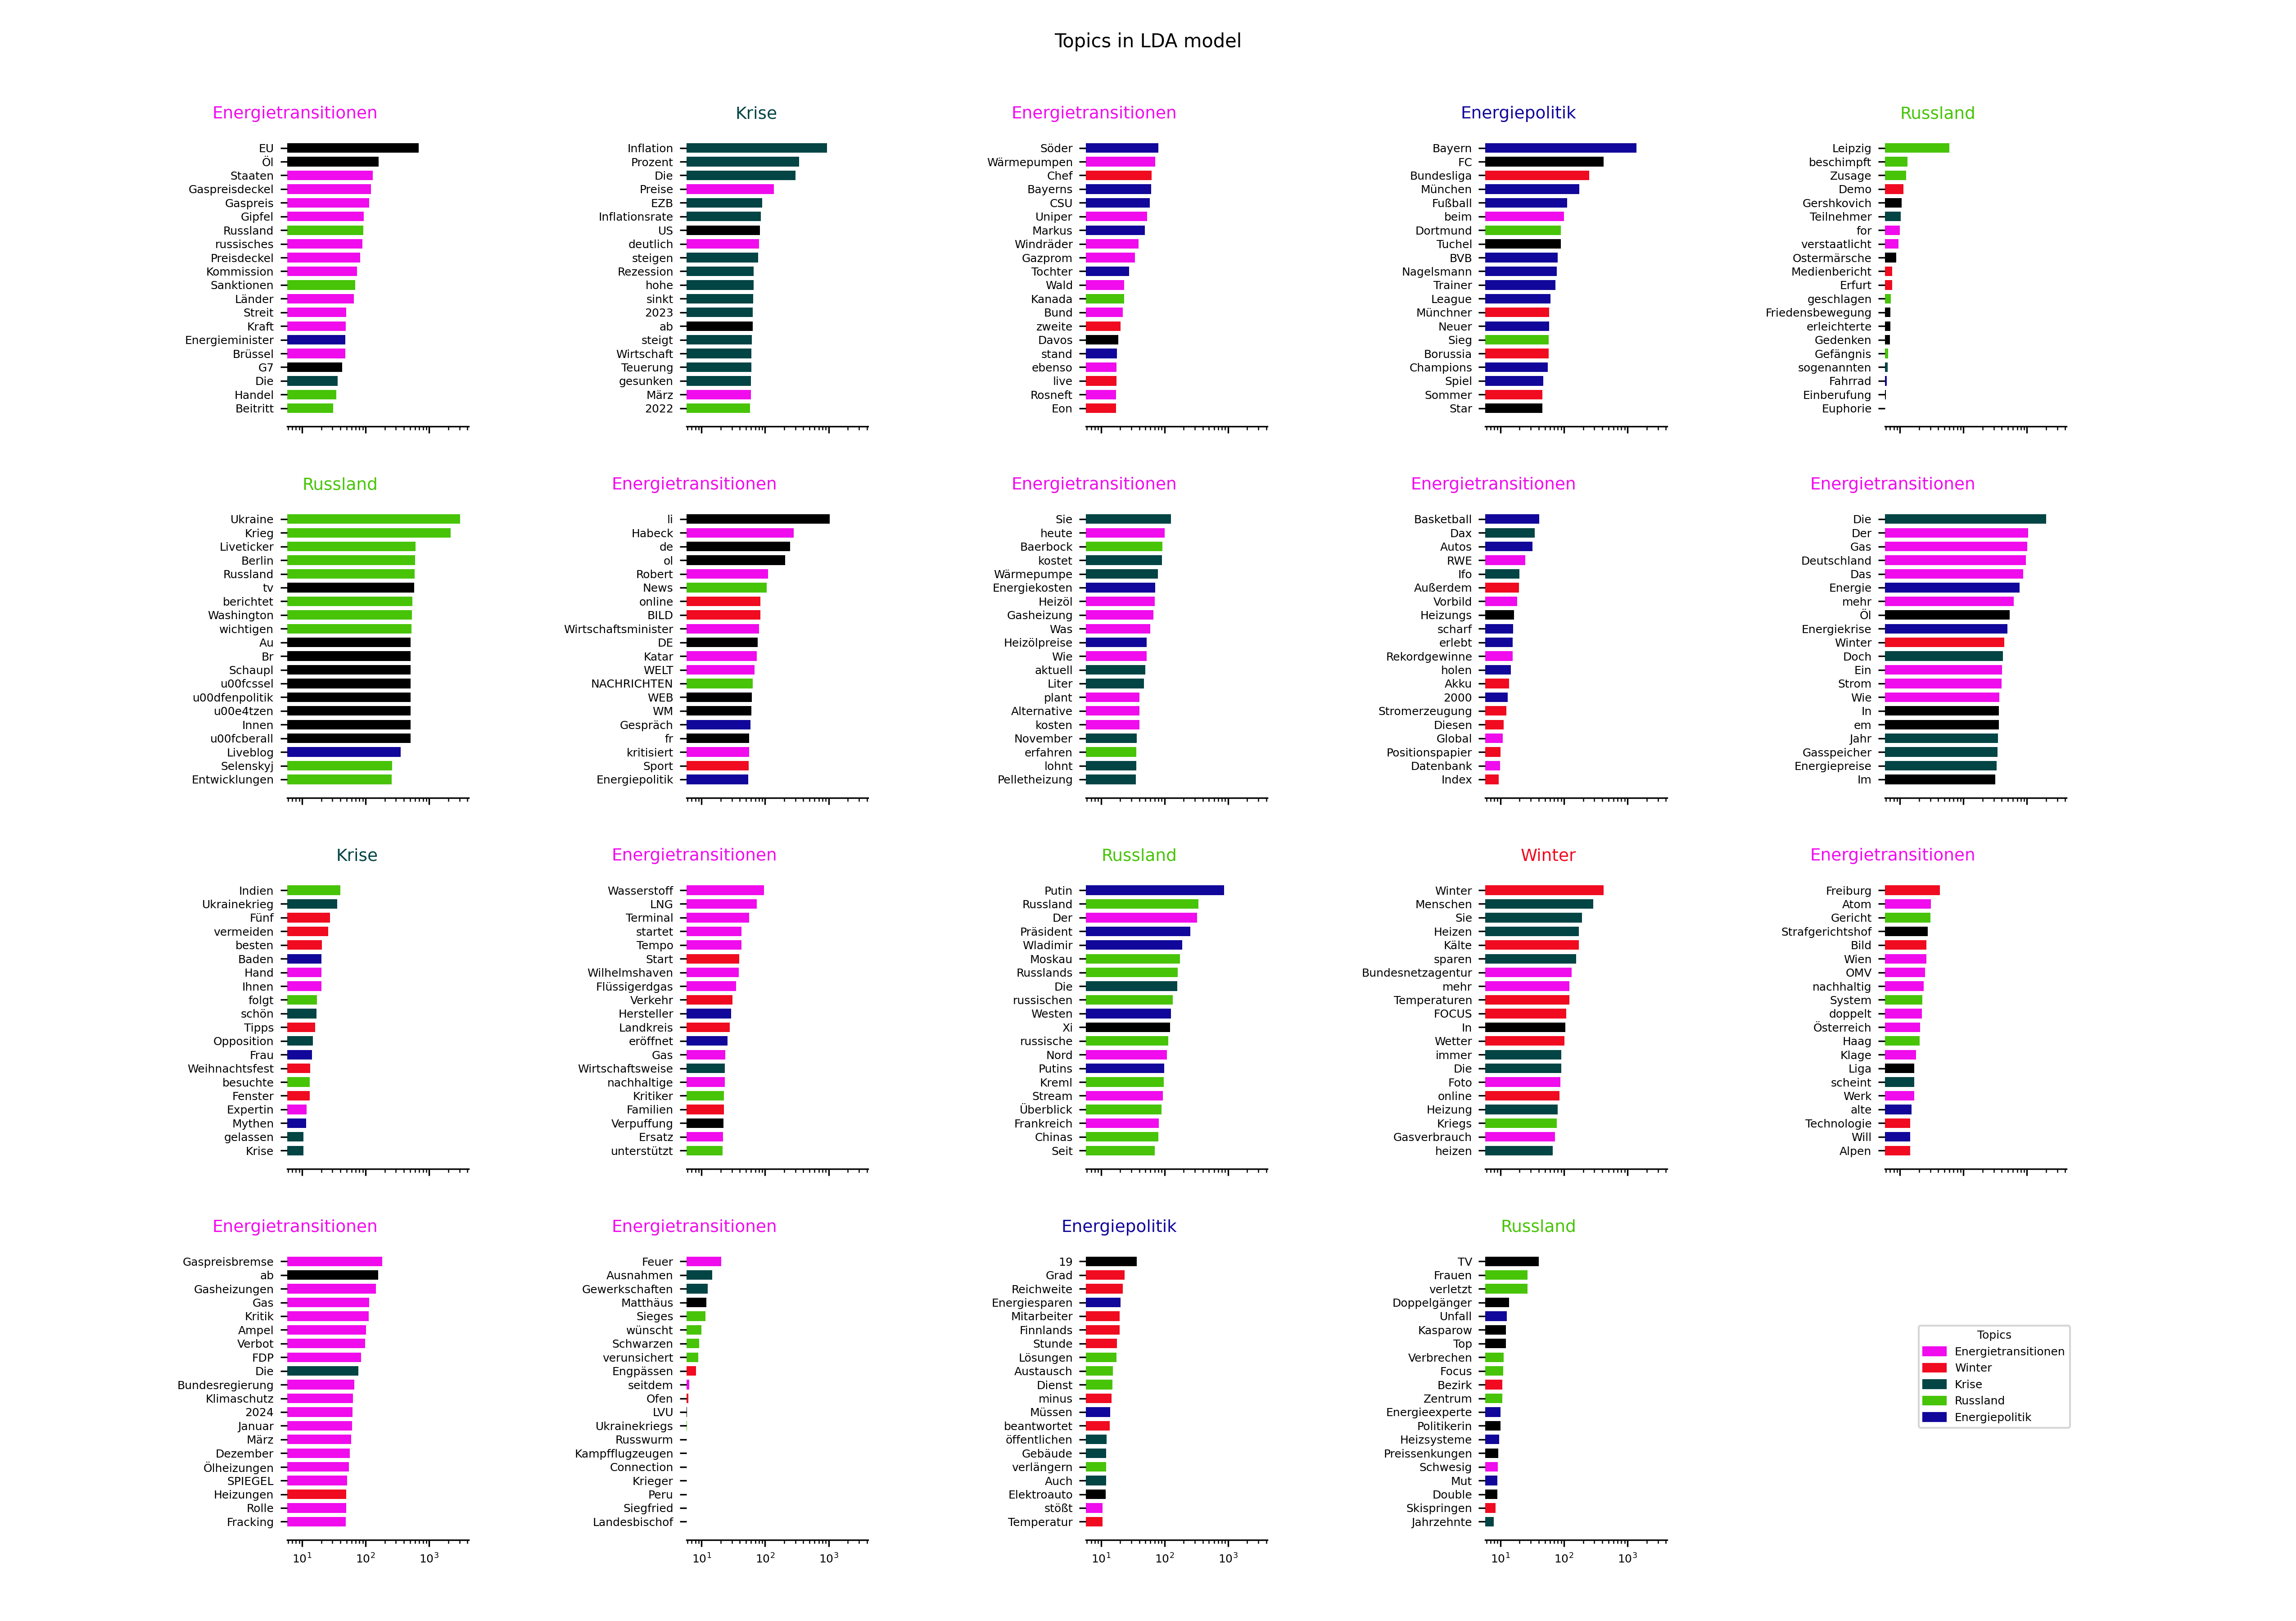 Topics in LDA model
Energietransitionen
EU
Öl
Staaten
Gaspreisdeckel
Gaspreis
Gipfel
Russland
russisches
Preisdeckel
Kommission
Sanktionen
Länder
Streit
Kraft
Energieminister
Brüssel
G7
Die
Handel
Beitritt
Krise
Inflation
Prozent
Die
Preise
EZB
Inflationsrate
US
deutlich
steigen
Rezession
hohe
sinkt
2023
ab
steigt
Wirtschaft
Teuerung
gesunken
März
2022
Energietransitionen
Söder
Wärmepumpen
Chef
Bayerns
CSU
Uniper
Markus
Windräder
Gazprom
Tochter
Wald
Kanada
Bund
zweite
Davos
stand
ebenso
live
Rosneft
Eon
Energiepolitik
Bayern
FC
Bundesliga
München
Fußball
beim
Dortmund
Tuchel
BVB
Nagelsmann
Trainer
League
Münchner
Neuer
Sieg
Borussia
Champions
Spiel
Sommer
Star
Russland
Leipzig
beschimpft
Zusage
Demo
Gershkovich
Teilnehmer
for
verstaatlicht
Ostermärsche
Medienbericht
Erfurt
geschlagen
Friedensbewegung
erleichterte
Gedenken
Gefängnis
sogenannten
Fahrrad
Einberufung
Euphorie
Russland
Ukraine
Krieg
Liveticker
Berlin
Russland
tv
berichtet
Washington
wichtigen
Au
Br
Schaupl
u00fcssel
u00dfenpolitik
u00e4tzen
Innen
u00fcberall
Liveblog
Selenskyj
Entwicklungen
Energietransitionen
li
Habeck
de
ol
Robert
News
online
BILD
Wirtschaftsminister
DE
Katar
WELT
NACHRICHTEN
WEB
WM
Gespräch
fr
kritisiert
Sport
Energiepolitik
Energietransitionen
Sie
heute
Baerbock
kostet
Wärmepumpe
Energiekosten
Heizöl
Gasheizung
Was
Heizölpreise
Wie
aktuell
Liter
plant
Alternative
kosten
November
erfahren
lohnt
Pelletheizung
Energietransitionen
Basketball
Dax
Autos
RWE
Ifo
Außerdem
Vorbild
Heizungs
scharf
erlebt
Rekordgewinne
holen
Akku
2000
Stromerzeugung
Diesen
Global
Positionspapier
Datenbank
Index
Energietransitionen
Die
Der
Gas
Deutschland
Das
Energie
mehr
Öl
Energiekrise
Winter
Doch
Ein
Strom
Wie
In
em
Jahr
Gasspeicher
Energiepreise
Im
Krise
Indien
Ukrainekrieg
Fünf
vermeiden
besten
Baden
Hand
Ihnen
folgt
schön
Tipps
Opposition
Frau
Weihnachtsfest
besuchte
Fenster
Expertin
Mythen
gelassen
Krise
Energietransitionen
Wasserstoff
LNG
Terminal
startet
Tempo
Start
Wilhelmshaven
Flüssigerdgas
Verkehr
Hersteller
Landkreis
eröffnet
Gas
Wirtschaftsweise
nachhaltige
Kritiker
Familien
Verpuffung
Ersatz
unterstützt
Russland
Putin
Russland
Der
Präsident
Wladimir
Moskau
Russlands
Die
russischen
Westen
Xi
russische
Nord
Putins
Kreml
Stream
Überblick
Frankreich
Chinas
Seit
Winter
Winter
Menschen
Sie
Heizen
Kälte
sparen
Bundesnetzagentur
mehr
Temperaturen
FOCUS
In
Wetter
immer
Die
Foto
online
Heizung
Kriegs
Gasverbrauch
heizen
Energietransitionen
Freiburg
Atom
Gericht
Strafgerichtshof
Bild
Wien
OMV
nachhaltig
System
doppelt
Österreich
Haag
Klage
Liga
scheint
Werk
alte
Technologie
Will
Alpen
Energietransitionen
Gaspreisbremse
ab
Gasheizungen
Gas
Kritik
Ampel
Verbot
FDP
Die
Bundesregierung
Klimaschutz
2024
Januar
März
Dezember
Ölheizungen
SPIEGEL
Heizungen
Rolle
Fracking
10¹ 10² 10³
Energietransitionen
Feuer
Ausnahmen
Gewerkschaften
Matthäus
Sieges
wünscht
Schwarzen
verunsichert
Engpässen
seitdem
Ofen
LVU
Ukrainekriegs
Russwurm
Kampfflugzeugen
Connection
Krieger
Peru
Siegfried
Landesbischof
10¹ 10² 10³
Energiepolitik
19
Grad
Reichweite
Energiesparen
Mitarbeiter
Finnlands
Stunde
Lösungen
Austausch
Dienst
minus
Müssen
beantwortet
öffentlichen
Gebäude
verlängern
Auch
Elektroauto
stößt
Temperatur
10¹ 10² 10³
Russland
TV
Frauen
verletzt
Doppelgänger
Unfall
Kasparow
Top
Verbrechen
Focus
Bezirk
Zentrum
Energieexperte
Politikerin
Heizsysteme
Preissenkungen
Schwesig
Mut
Double
Skispringen
Jahrzehnte
10¹ 10² 10³
Topics
Energietransitionen
Winter
Krise
Russland
Energiepolitik